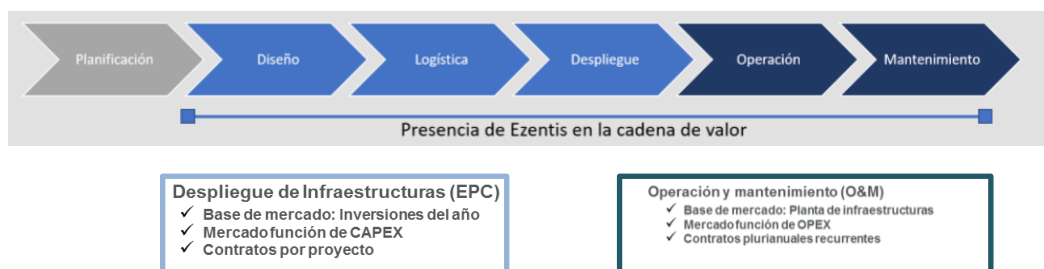 Planificación
Diseño
Logística
Despliegue
Operación
Mantenimiento
Presencia de Ezentis en la cadena de valor
Despliegue de Infraestructuras (EPC)
✓ Base de mercado: Inversiones del año
✓ Mercado función de CAPEX
✓ Contratos por proyecto
Operación y mantenimiento (O&M)
✓ Base de mercado: Planta de infraestructuras
✓ Mercado función de OPEX
✓ Contratos plurianuales recurrentes